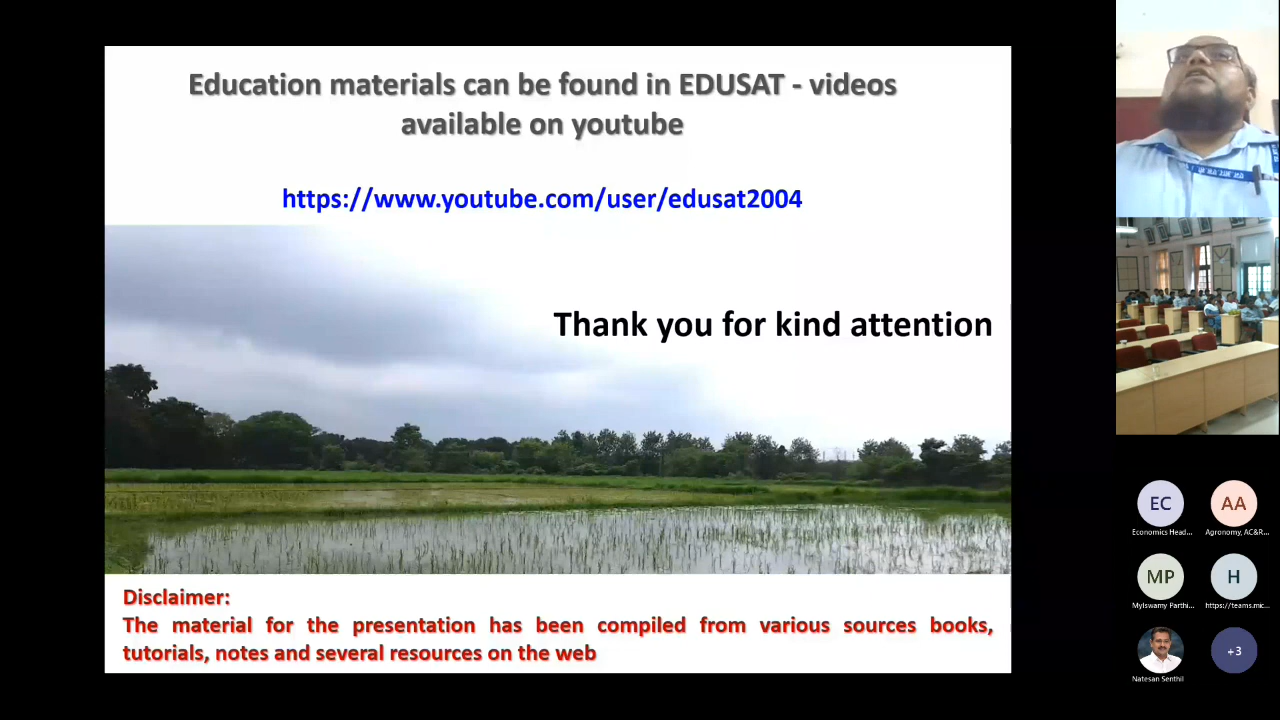 Education materials can be found in EDUSAT - videos
available on youtube
https://www.youtube.com/user/edusat2004
Thank you for kind attention
Disclaimer:
The material for the presentation has been compiled from various sources books,
tutorials, notes and several resources on the web
EC
Economics Head...
AA
Agronomy, AC&R...
MP
Mylswamy Parthi...
H
https://teams.mic...
Natesan Senthil
+3